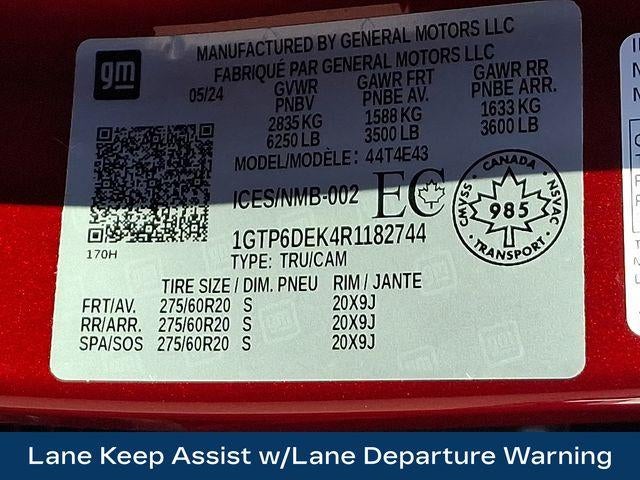 gm
MANUFACTURED BY GENERAL MOTORS LLC
FABRIQUÉ PAR GENERAL MOTORS LLC
05/24
GVWR GAWR FRT GAWR RR
PNBV PNBE AV. PNBE ARR.
2835 KG 1588 KG 1633 KG
6250 LB 3500 LB 3600 LB
MODEL/MODÈLE: 44T4E43
ICES/NMB-002 EC
CANADA
CMVSS NSVAC
985
TRANSPORT
170H
1GTP6DEK4R1182744
TYPE: TRU/CAM
TIRE SIZE / DIM. PNEU RIM / JANTE
FRT/AV. 275/60R20 S 20X9J
RR/ARR. 275/60R20 S 20X9J
SPA/SOS 275/60R20 S 20X9J
Lane Keep Assist w/Lane Departure Warning